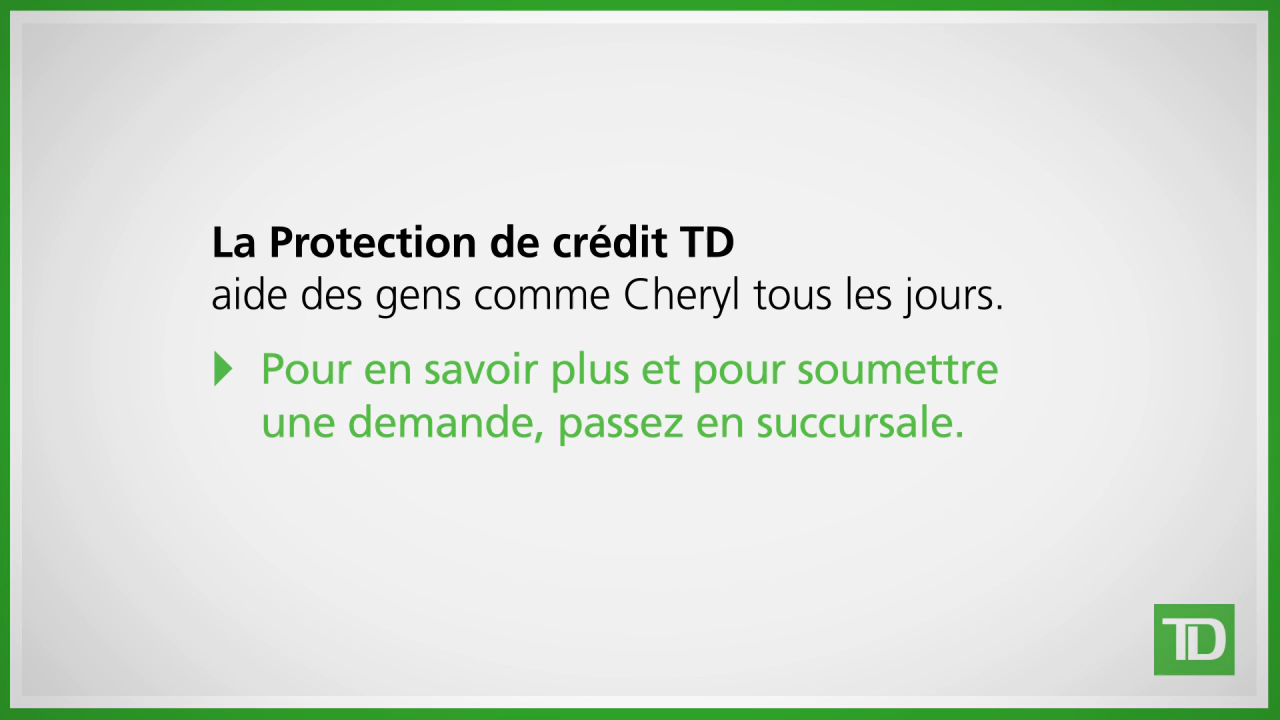 La Protection de crédit TD
aide des gens comme Cheryl tous les jours.
Pour en savoir plus et pour soumettre
une demande, passez en succursale.
TD